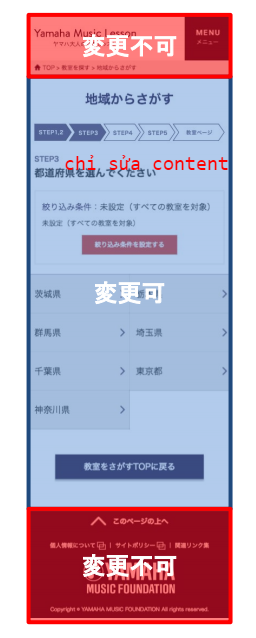 Yamaha Music Lesson
MENU
変更不可
ヤマハ大人
メニュー
TOP > 教室を探す > 地域からさがす
地域からさがす
STEP1,2 STEP3 STEP4 STEP5 教室ページ
STEP3
chỉ sửa content
都道府県を選んでください
絞り込み条件：未設定（すべての教室を対象）
未設定（すべての教室を対象）
絞り込み条件を設定する
茨城県
変更可
群馬県 埼玉県
千葉県 東京都
神奈川県
教室をさがすTOPに戻る
このページの上へ
個人情報について | サイトポリシー | 関連リンク集
変更不可
YAMAHA
MUSIC FOUNDATION
Copyright © YAMAHA MUSIC FOUNDATION All rights reserved.